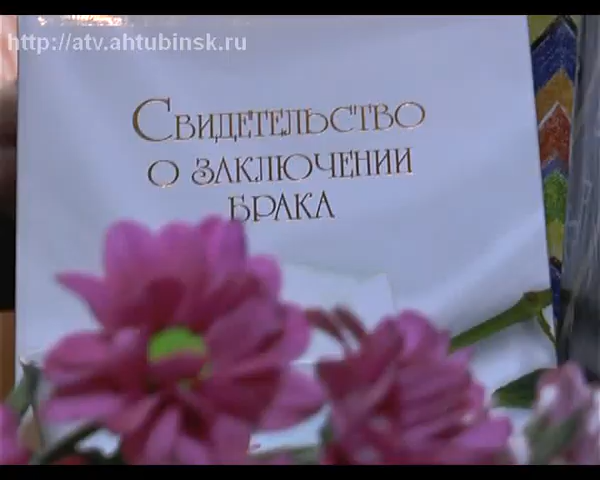 http://atv.ahtubinsk.ru
Свидетельство
о заключении
брака